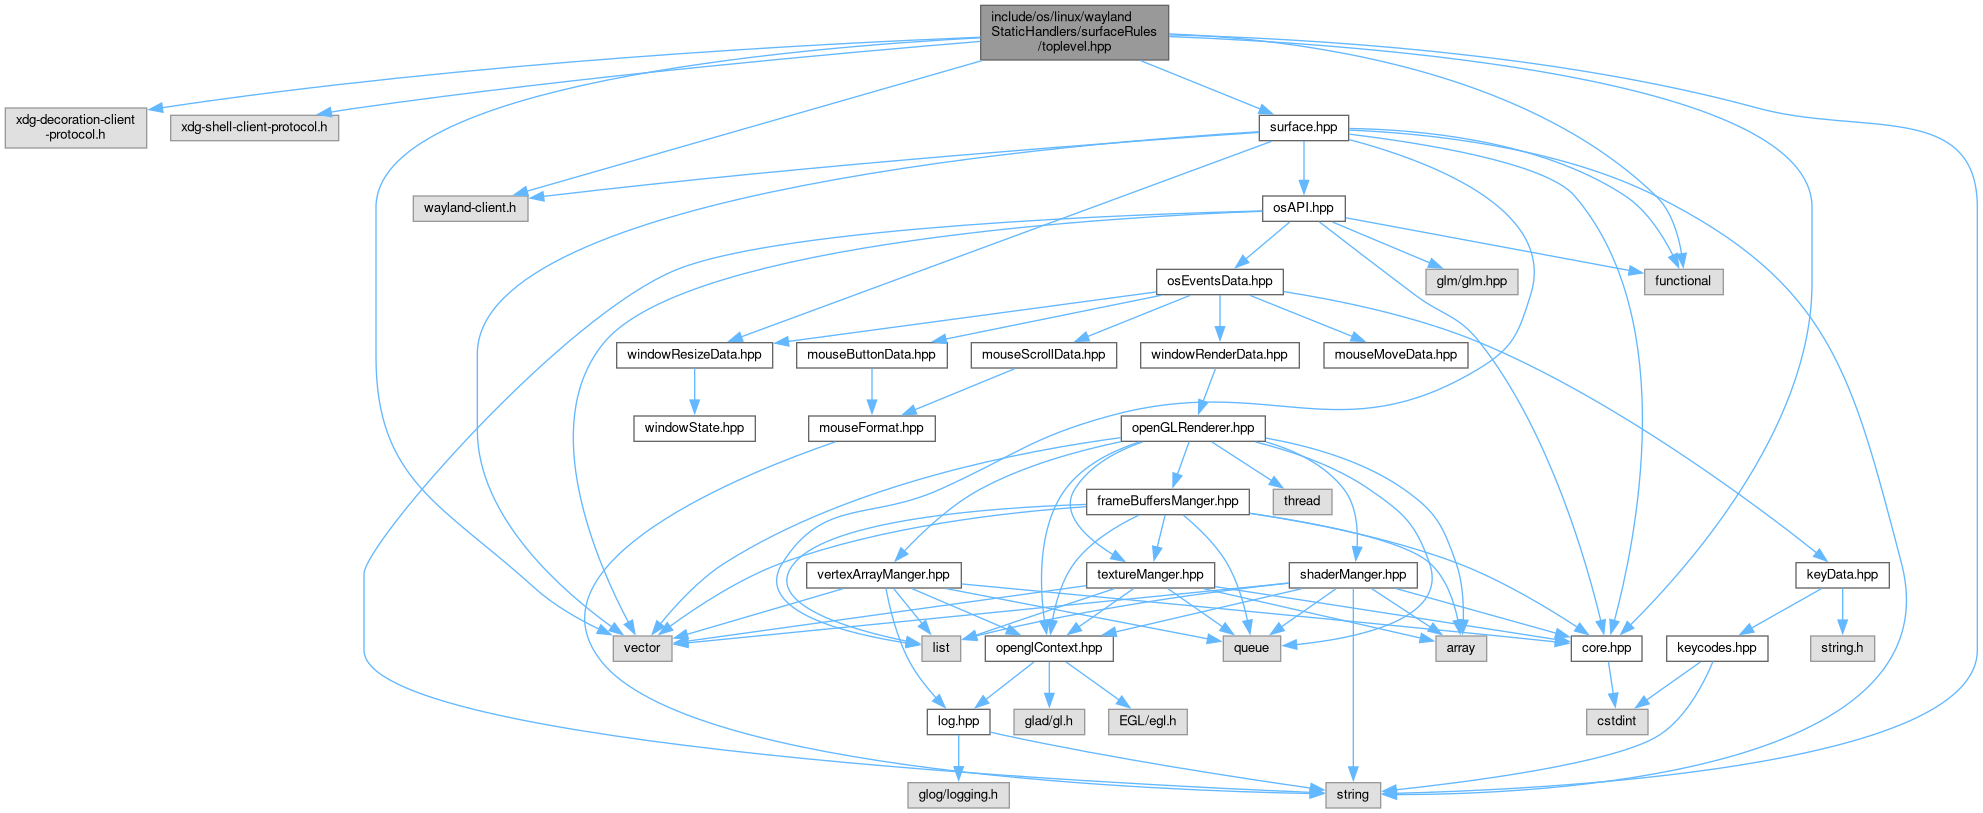 include/os/linux/wayland
StaticHandlers/surfaceRules
/toplevel.hpp
xdg-decoration-client
-protocol.h
xdg-shell-client-protocol.h
surface.hpp
wayland-client.h
osAPI.hpp
osEventsData.hpp
glm/glm.hpp
functional
windowResizeData.hpp
mouseButtonData.hpp
mouseScrollData.hpp
windowRenderData.hpp
mouseMoveData.hpp
windowState.hpp
mouseFormat.hpp
openGLRenderer.hpp
frameBuffersManger.hpp
thread
vertexArrayManger.hpp
textureManger.hpp
shaderManger.hpp
keyData.hpp
vector
list
openglContext.hpp
queue
array
core.hpp
keycodes.hpp
string.h
log.hpp
glad/gl.h
EGL/egl.h
cstdint
glog/logging.h
string